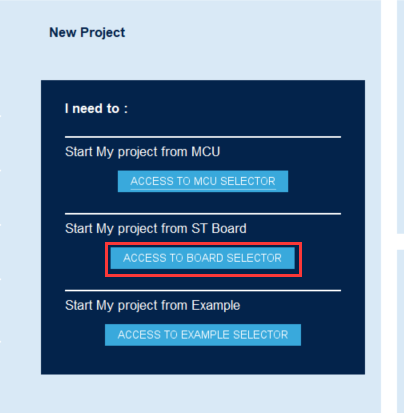 New Project
I need to :
Start My project from MCU
ACCESS TO MCU SELECTOR
Start My project from ST Board
ACCESS TO BOARD SELECTOR
Start My project from Example
ACCESS TO EXAMPLE SELECTOR